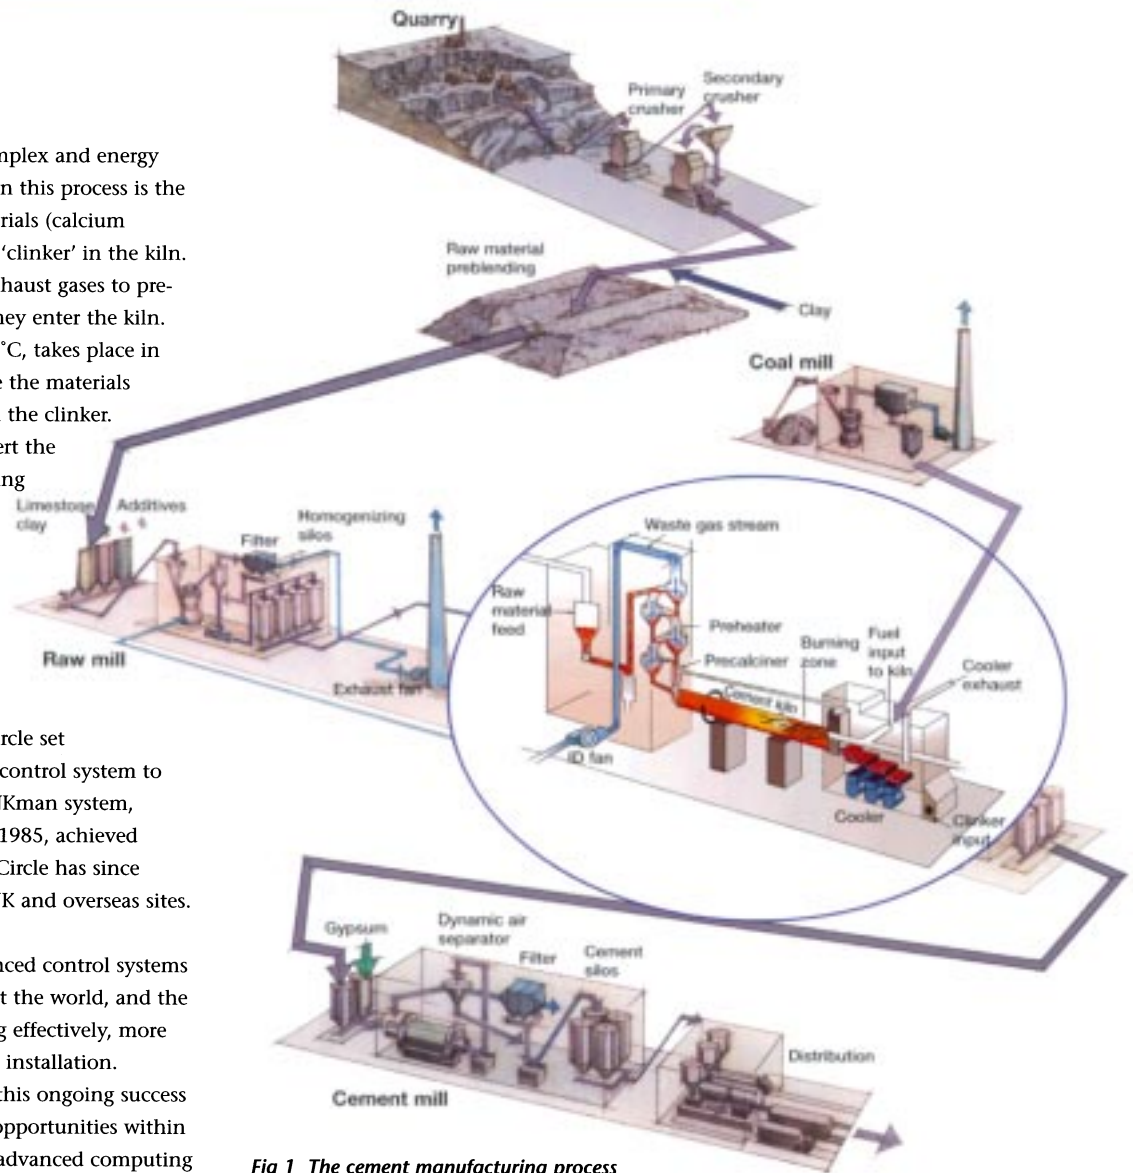 mplex and energy
n this process is the
rials (calcium
'clinker' in the kiln.
haust gases to pre-
hey enter the kiln.
°C, takes place in
e the materials
the clinker.
ert the
ng
rcle set
control system to
Kman system,
1985, achieved
Circle has since
K and overseas sites.
nced control systems
t the world, and the
g effectively, more
installation.
this ongoing success
opportunities within
advanced computing
Quarry
Primary
crusher
Secondary
crusher
Raw material
preblending
Clay
Coal mill
Limestone
clay
Additives
Filter
Homogenizing
silos
Raw mill
Exhaust fan
Waste gas stream
Raw
material
feed
Preheater
Precalciner
Burning
zone
Fuel
input
to kiln
Cooler
exhaust
Cement kiln
ID fan
Cooler
Clinker
input
Gypsum
Dynamic air
separator
Filter
Cement
silos
Distribution
Cement mill
Fig 1 The cement manufacturing process